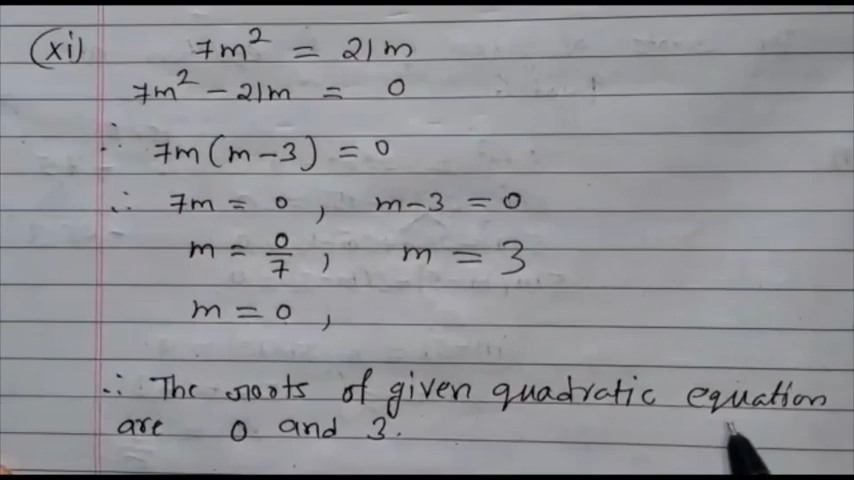 (xi) 7m² = 21m
7m² - 21m = 0
∴ 7m(m-3) = 0
∴ 7m = 0 , m-3 = 0
m = 0/7 , m = 3
m = 0 ,
∴ The roots of given quadratic equation
are 0 and 3.